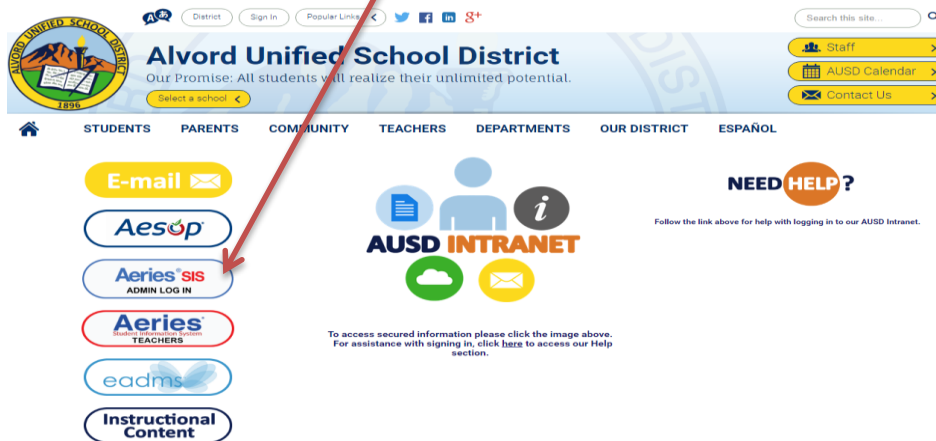 District
Sign In
Popular Links
Search this site...
UNIFIED SCHOOL DISTRICT
1896
Alvord Unified School District
Our Promise: All students will realize their unlimited potential.
Select a school
Staff
AUSD Calendar
Contact Us
STUDENTS PARENTS COMMUNITY TEACHERS DEPARTMENTS OUR DISTRICT ESPAÑOL
E-mail
Aesop
Aeries® SIS
ADMIN LOG IN
Aeries®
Student Information System
TEACHERS
eadms
Instructional
Content
AUSD INTRANET
To access secured information please click the image above.
For assistance with signing in, click here to access our Help
section.
NEED HELP ?
Follow the link above for help with logging in to our AUSD Intranet.